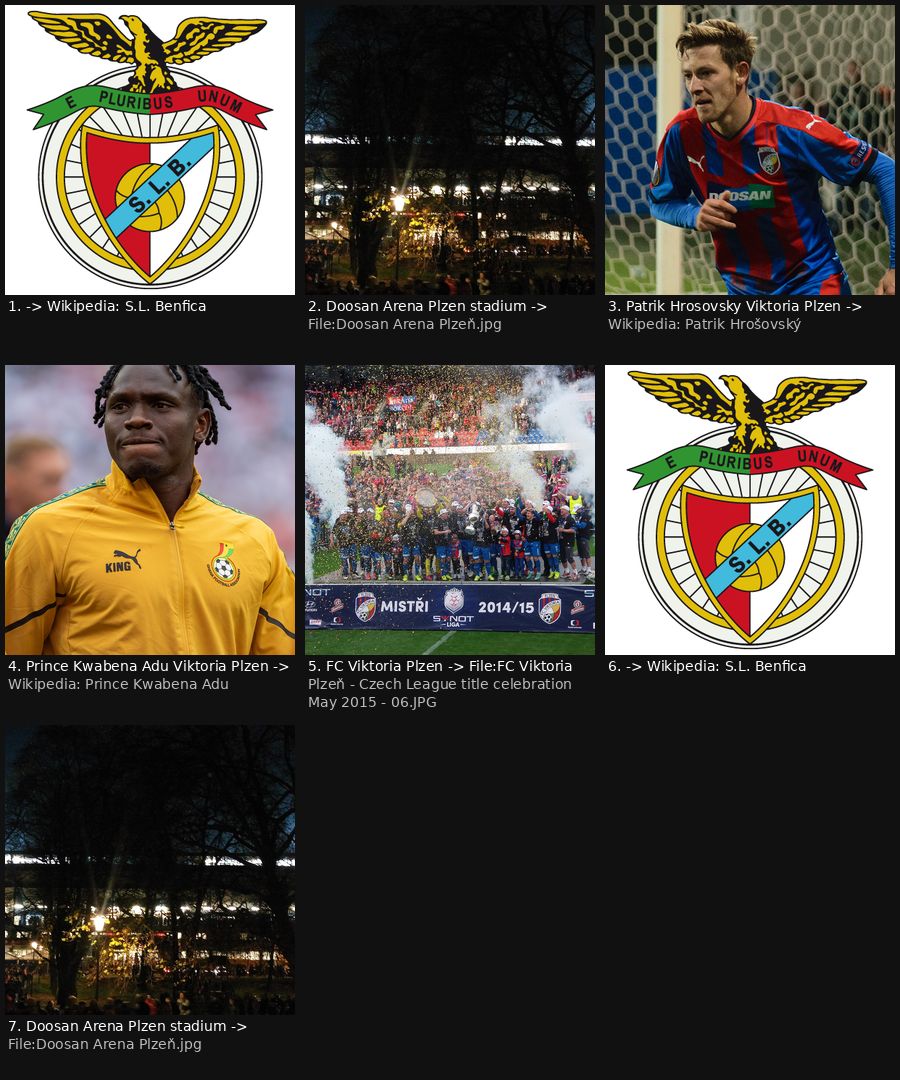 E PLURIBUS UNUM
S. L. B.
1. -> Wikipedia: S.L. Benfica
2. Doosan Arena Plzen stadium ->
File:Doosan Arena Plzeň.jpg
DOOSAN
3. Patrik Hrosovsky Viktoria Plzen ->
Wikipedia: Patrik Hrošovský
KING
4. Prince Kwabena Adu Viktoria Plzen ->
Wikipedia: Prince Kwabena Adu
MISTŘI
SYNOT
LIGA
2014/15
5. FC Viktoria Plzen -> File:FC Viktoria
Plzeň - Czech League title celebration
May 2015 - 06.JPG
E PLURIBUS UNUM
S. L. B.
6. -> Wikipedia: S.L. Benfica
7. Doosan Arena Plzen stadium ->
File:Doosan Arena Plzeň.jpg